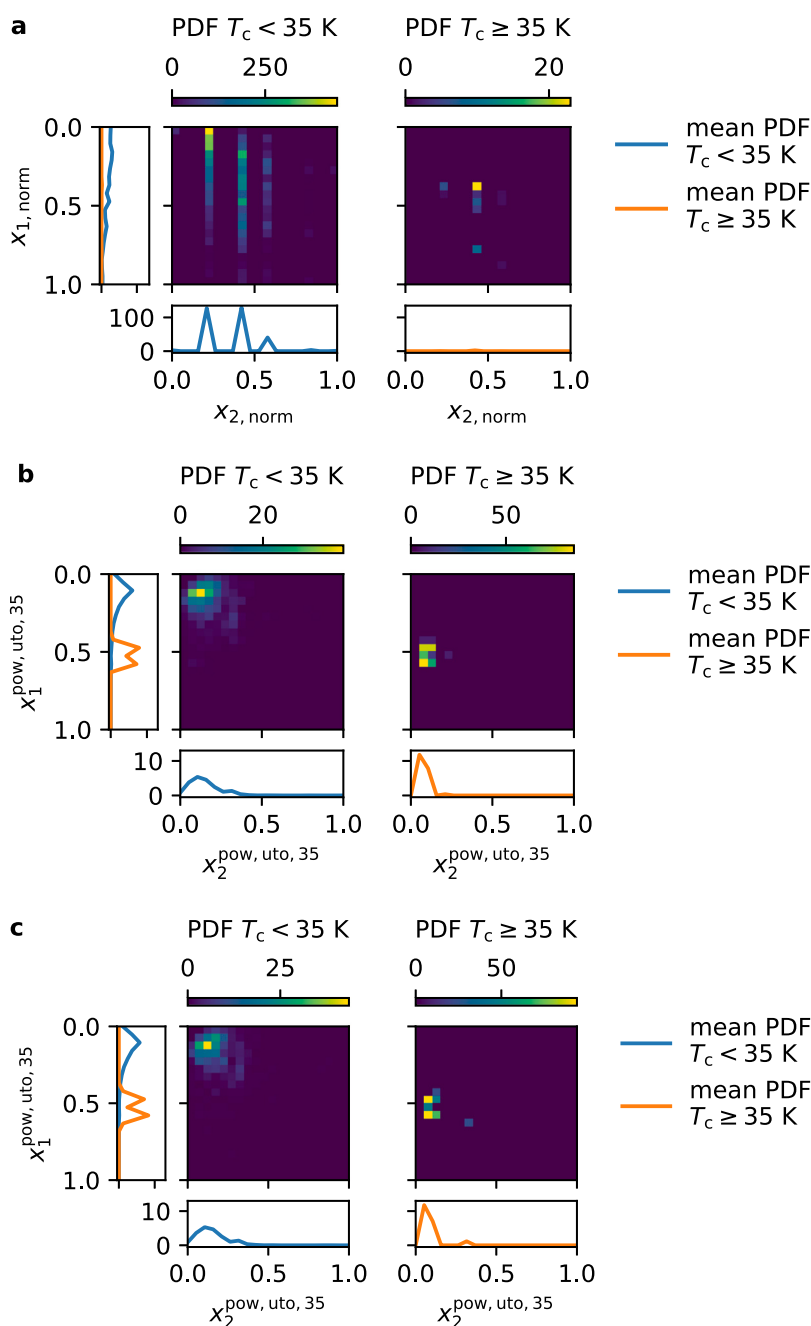 a
PDF T_c < 35 K
PDF T_c ≥ 35 K
0 250
0 20
0.0
0.5
1.0
x_{1, norm}
mean PDF
T_c < 35 K
mean PDF
T_c ≥ 35 K
100
0
0.0 0.5 1.0
0.0 0.5 1.0
x_{2, norm}
x_{2, norm}
b
PDF T_c < 35 K
PDF T_c ≥ 35 K
0 20
0 50
0.0
0.5
1.0
x_1^{pow, uto, 35}
mean PDF
T_c < 35 K
mean PDF
T_c ≥ 35 K
10
0
0.0 0.5 1.0
0.0 0.5 1.0
x_2^{pow, uto, 35}
x_2^{pow, uto, 35}
c
PDF T_c < 35 K
PDF T_c ≥ 35 K
0 25
0 50
0.0
0.5
1.0
x_1^{pow, uto, 35}
mean PDF
T_c < 35 K
mean PDF
T_c ≥ 35 K
10
0
0.0 0.5 1.0
0.0 0.5 1.0
x_2^{pow, uto, 35}
x_2^{pow, uto, 35}